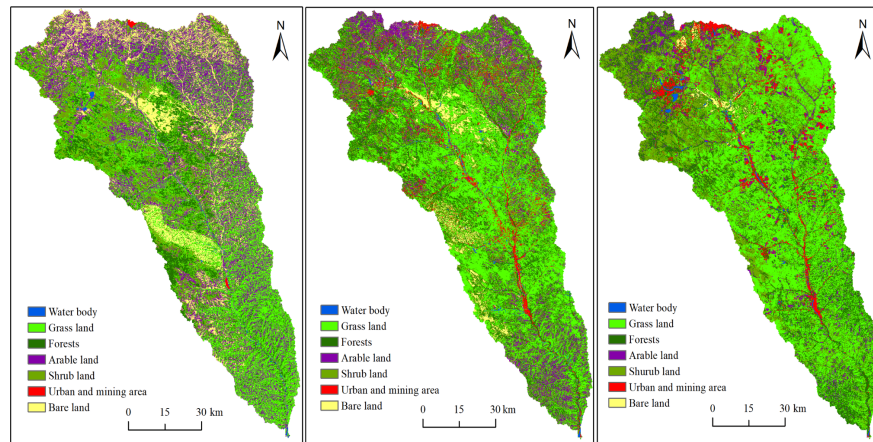 N
Water body
Grass land
Forests
Arable land
Shrub land
Urban and mining area
Bare land
0 15 30 km
N
Water body
Grass land
Forests
Arable land
Shrub land
Urban and mining area
Bare land
0 15 30 km
N
Water body
Grass land
Forests
Arable land
Shurub land
Urban and mining area
Bare land
0 15 30 km